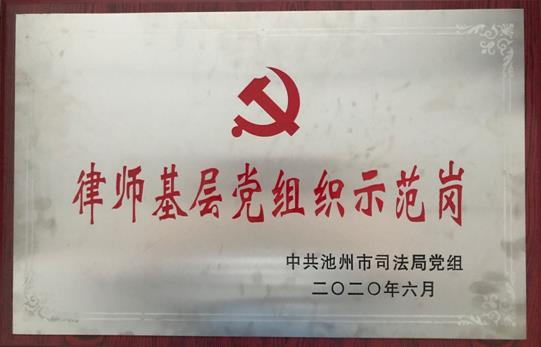 律师基层党组织示范岗
中共池州市司法局党组
二〇二〇年六月